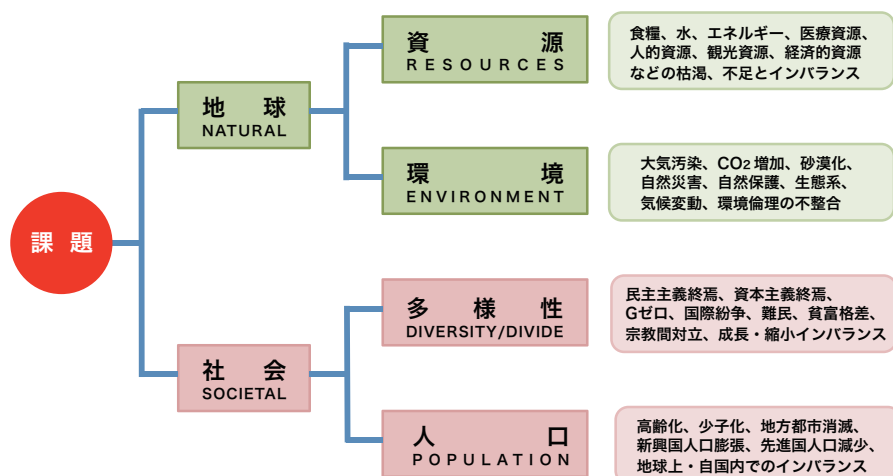 課題
地球
NATURAL
資源
RESOURCES
食糧、水、エネルギー、医療資源、
人的資源、観光資源、経済的資源
などの枯渇、不足とインバランス
環境
ENVIRONMENT
大気汚染、CO2増加、砂漠化、
自然災害、自然保護、生態系、
気候変動、環境倫理の不整合
社会
SOCIETAL
多様性
DIVERSITY/DIVIDE
民主主義終焉、資本主義終焉、
Gゼロ、国際紛争、難民、貧富格差、
宗教間対立、成長・縮小インバランス
人口
POPULATION
高齢化、少子化、地方都市消滅、
新興国人口膨張、先進国人口減少、
地球上・自国内でのインバランス